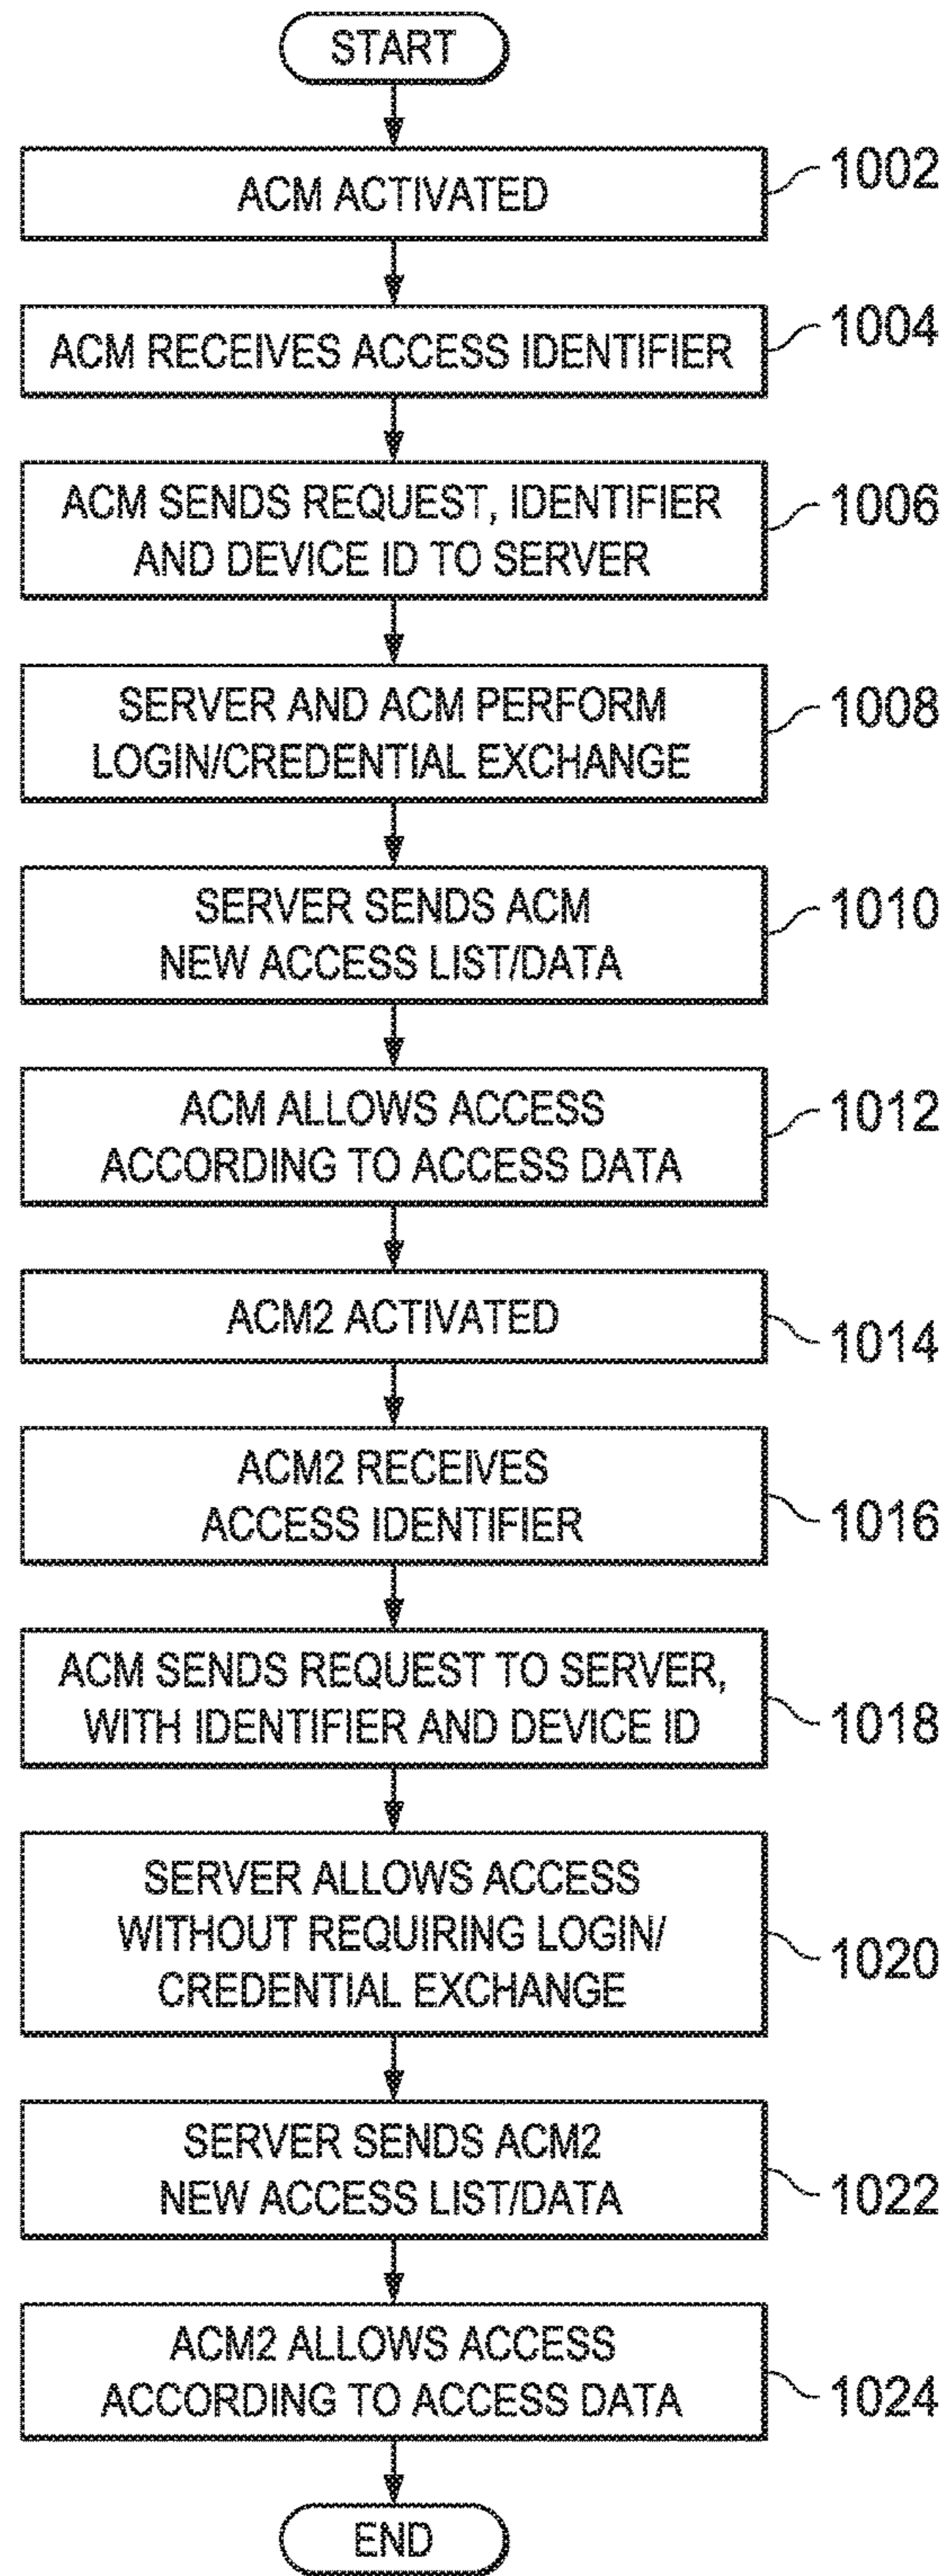 START
ACM ACTIVATED
1002
ACM RECEIVES ACCESS IDENTIFIER
1004
ACM SENDS REQUEST, IDENTIFIER
AND DEVICE ID TO SERVER
1006
SERVER AND ACM PERFORM
LOGIN/CREDENTIAL EXCHANGE
1008
SERVER SENDS ACM
NEW ACCESS LIST/DATA
1010
ACM ALLOWS ACCESS
ACCORDING TO ACCESS DATA
1012
ACM2 ACTIVATED
1014
ACM2 RECEIVES
ACCESS IDENTIFIER
1016
ACM SENDS REQUEST TO SERVER,
WITH IDENTIFIER AND DEVICE ID
1018
SERVER ALLOWS ACCESS
WITHOUT REQUIRING LOGIN/
CREDENTIAL EXCHANGE
1020
SERVER SENDS ACM2
NEW ACCESS LIST/DATA
1022
ACM2 ALLOWS ACCESS
ACCORDING TO ACCESS DATA
1024
END